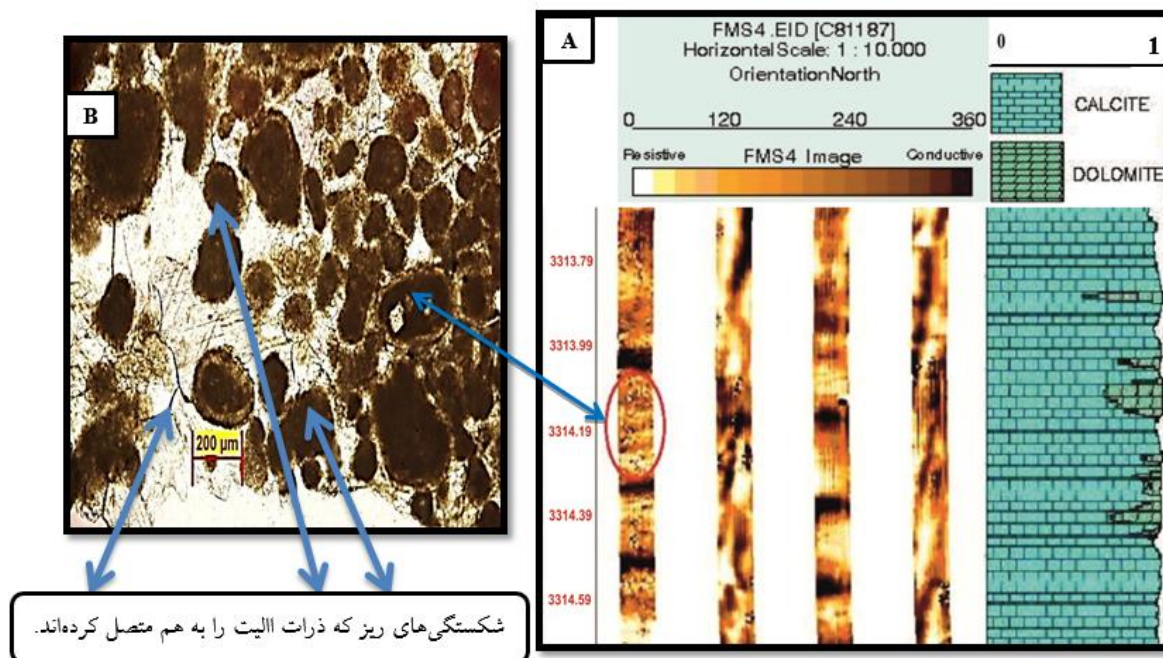 B
200 µm
شکستگی‌های ریز که ذرات االیت را به هم متصل کرده‌اند.
A
FMS4 .EID [C81187]
Horizontal Scale: 1 : 10.000
OrientationNorth
0 120 240 360
Resistive FMS4 Image Conductive
0 1
CALCITE
DOLOMITE
3313.79
3313.99
3314.19
3314.39
3314.59